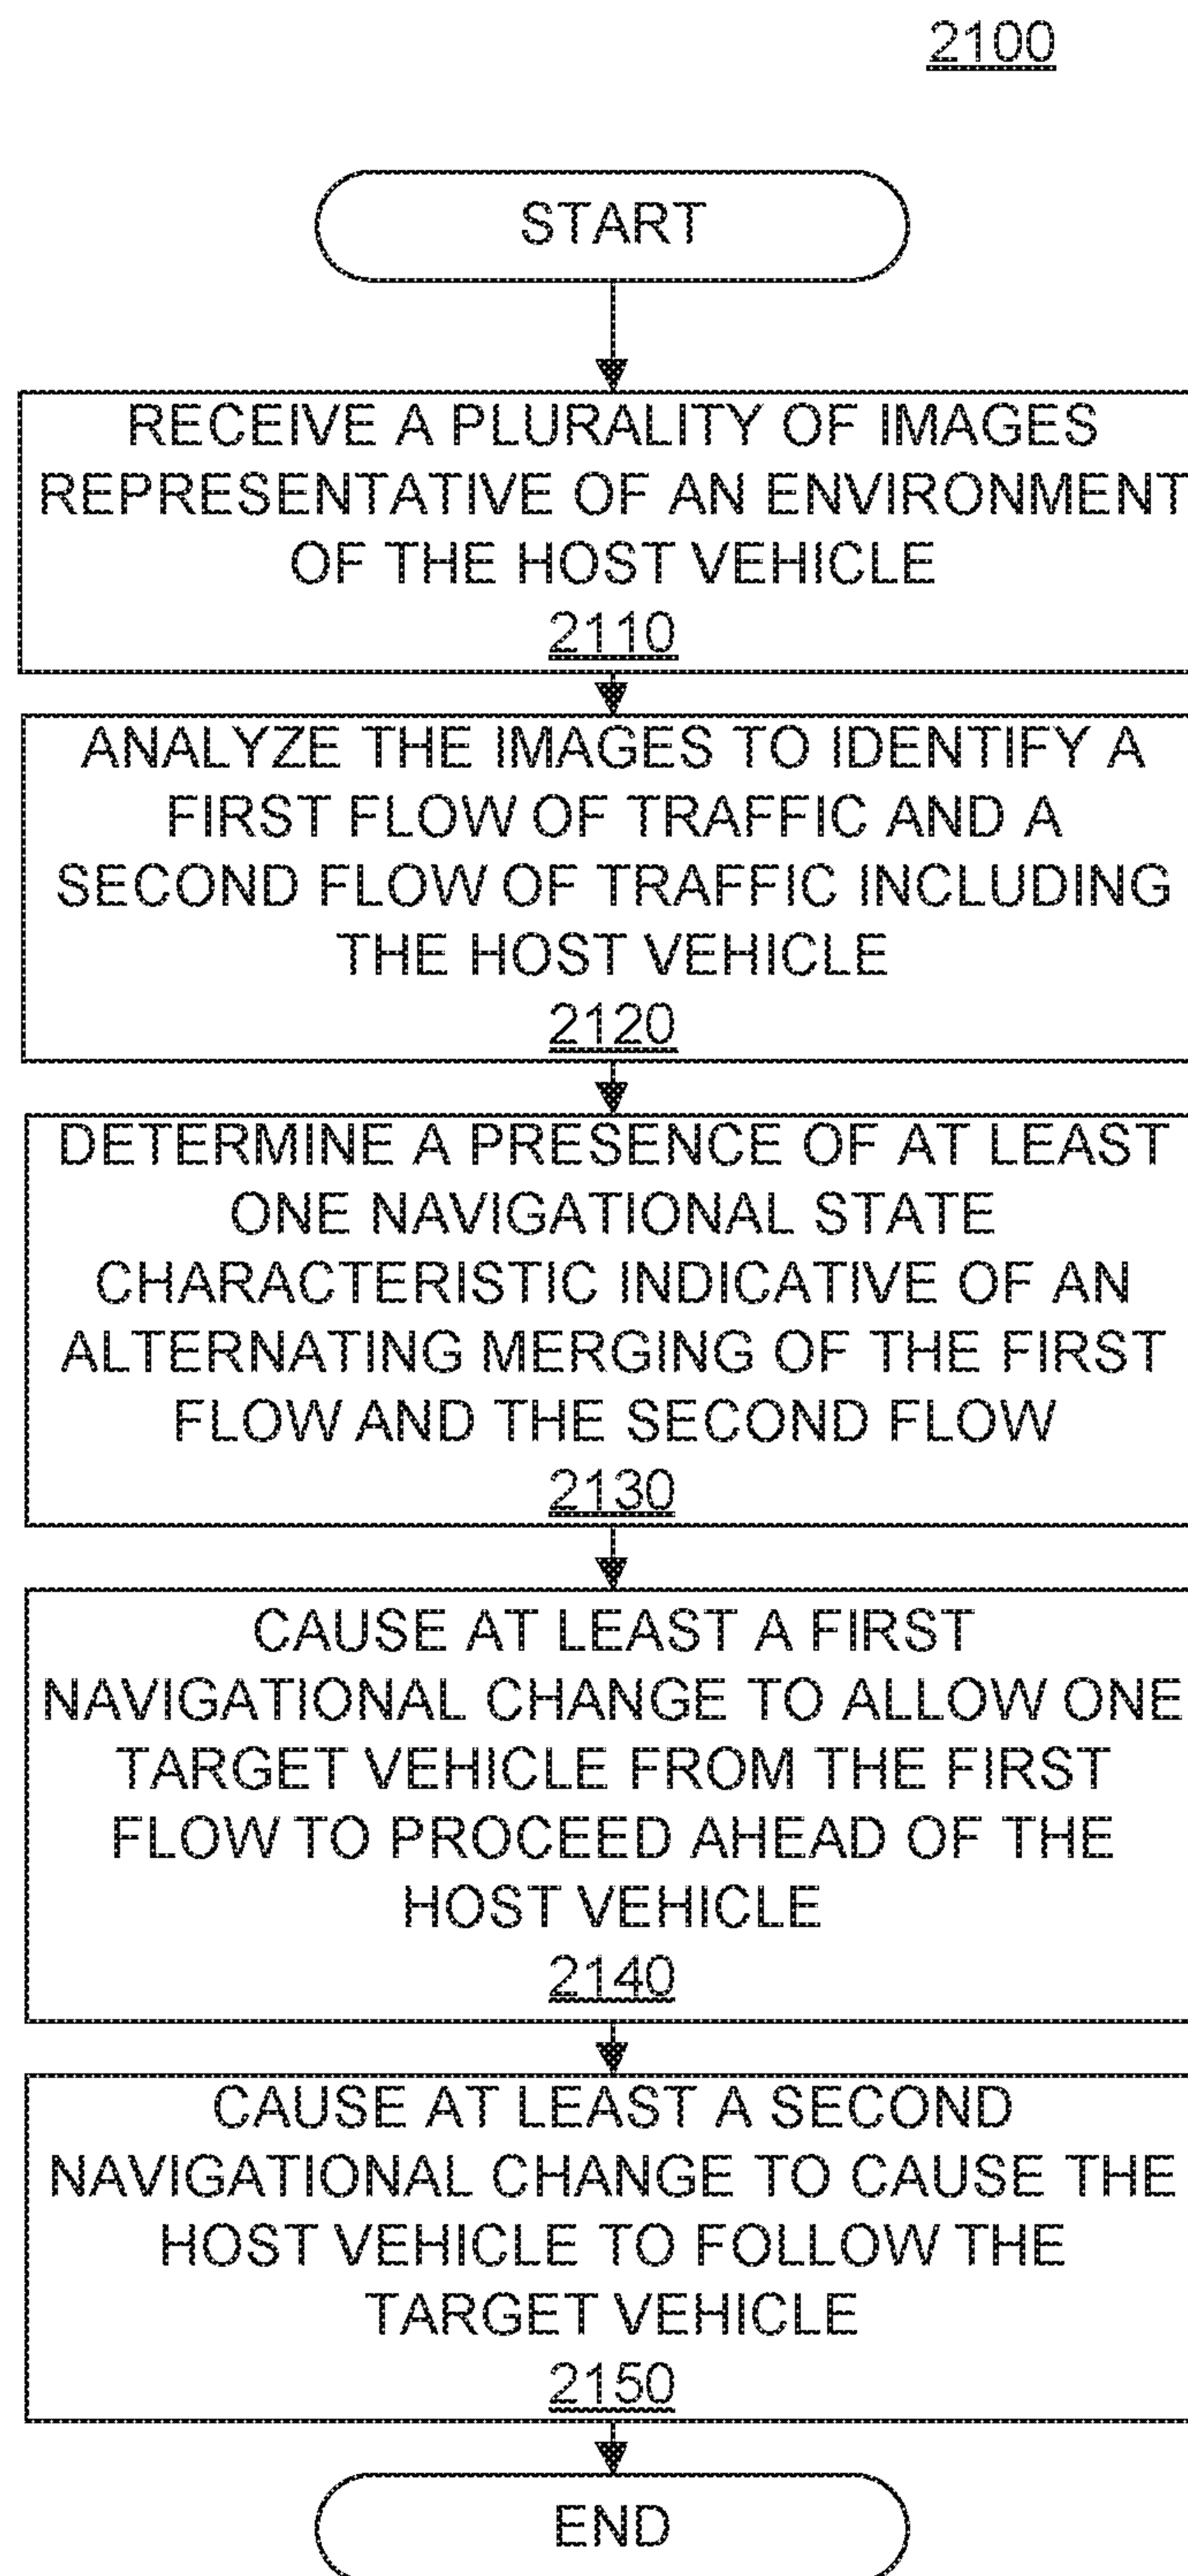 2100
START
RECEIVE A PLURALITY OF IMAGES
REPRESENTATIVE OF AN ENVIRONMENT
OF THE HOST VEHICLE
2110
ANALYZE THE IMAGES TO IDENTIFY A
FIRST FLOW OF TRAFFIC AND A
SECOND FLOW OF TRAFFIC INCLUDING
THE HOST VEHICLE
2120
DETERMINE A PRESENCE OF AT LEAST
ONE NAVIGATIONAL STATE
CHARACTERISTIC INDICATIVE OF AN
ALTERNATING MERGING OF THE FIRST
FLOW AND THE SECOND FLOW
2130
CAUSE AT LEAST A FIRST
NAVIGATIONAL CHANGE TO ALLOW ONE
TARGET VEHICLE FROM THE FIRST
FLOW TO PROCEED AHEAD OF THE
HOST VEHICLE
2140
CAUSE AT LEAST A SECOND
NAVIGATIONAL CHANGE TO CAUSE THE
HOST VEHICLE TO FOLLOW THE
TARGET VEHICLE
2150
END